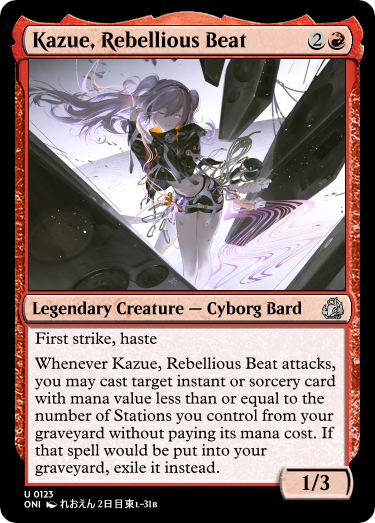 Kazue, Rebellious Beat 2
Legendary Creature — Cyborg Bard
First strike, haste
Whenever Kazue, Rebellious Beat attacks,
you may cast target instant or sorcery card
with mana value less than or equal to the
number of Stations you control from your
graveyard without paying its mana cost. If
that spell would be put into your
graveyard, exile it instead.
1/3
U 0123
ONI れおえん 2日目東L-31B